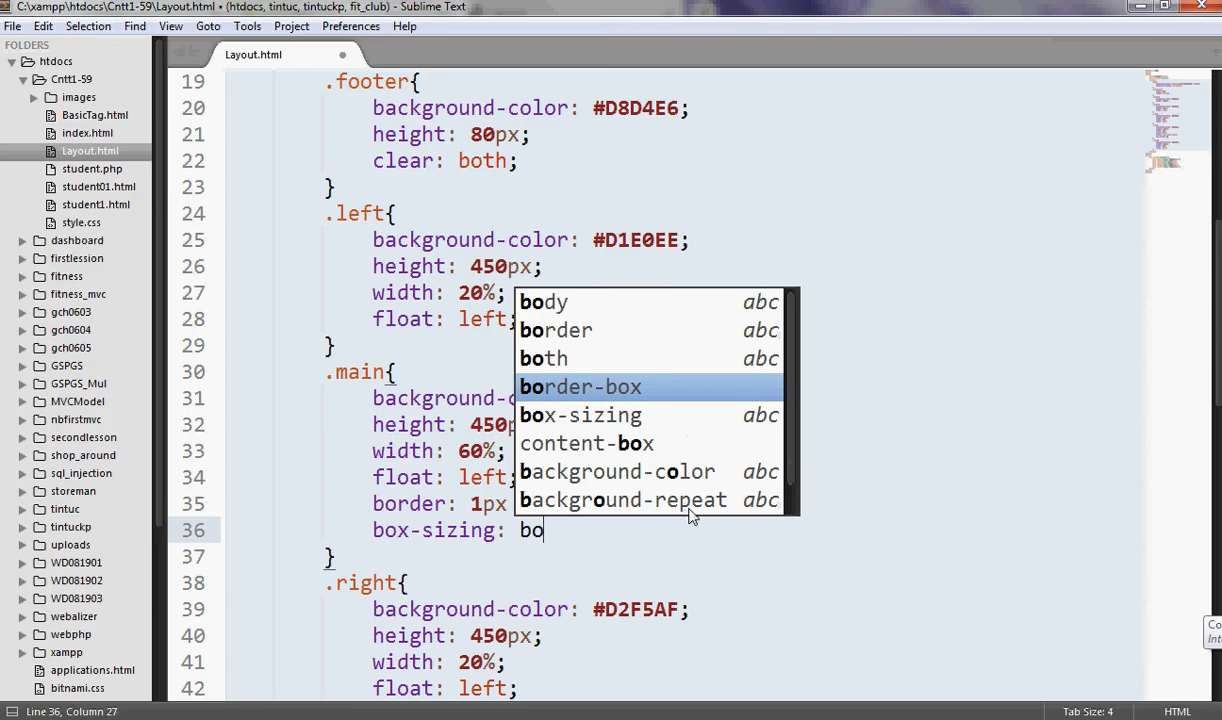 C:\xampp\htdocs\Cntt1-59\Layout.html • (htdocs, tintuc, tintuckp, fit_club) - Sublime Text
File Edit Selection Find View Goto Tools Project Preferences Help
FOLDERS
htdocs
Cntt1-59
images
BasicTag.html
index.html
Layout.html
student.php
student01.html
student1.html
style.css
dashboard
firstlession
fitness
fitness_mvc
gch0603
gch0604
gch0605
GSPGS
GSPGS_Mul
MVCModel
nbfirstmvc
secondlesson
shop_around
sql_injection
storeman
tintuc
tintuckp
uploads
WD081901
WD081902
WD081903
webalizer
webphp
xampp
applications.html
bitnami.css
Layout.html
19 .footer{
20 background-color: #D8D4E6;
21 height: 80px;
22 clear: both;
23 }
24 .left{
25 background-color: #D1E0EE;
26 height: 450px;
27 width: 20%;
28 float: left;
29 }
30 .main{
31 background-c
32 height: 450p
33 width: 60%;
34 float: left;
35 border: 1px
36 box-sizing: bo
37 }
38 .right{
39 background-color: #D2F5AF;
40 height: 450px;
41 width: 20%;
42 float: left;
body abc
border abc
both abc
border-box
box-sizing abc
content-box
background-color abc
background-repeat abc
Co
Line 36, Column 27
Tab Size: 4
HTML